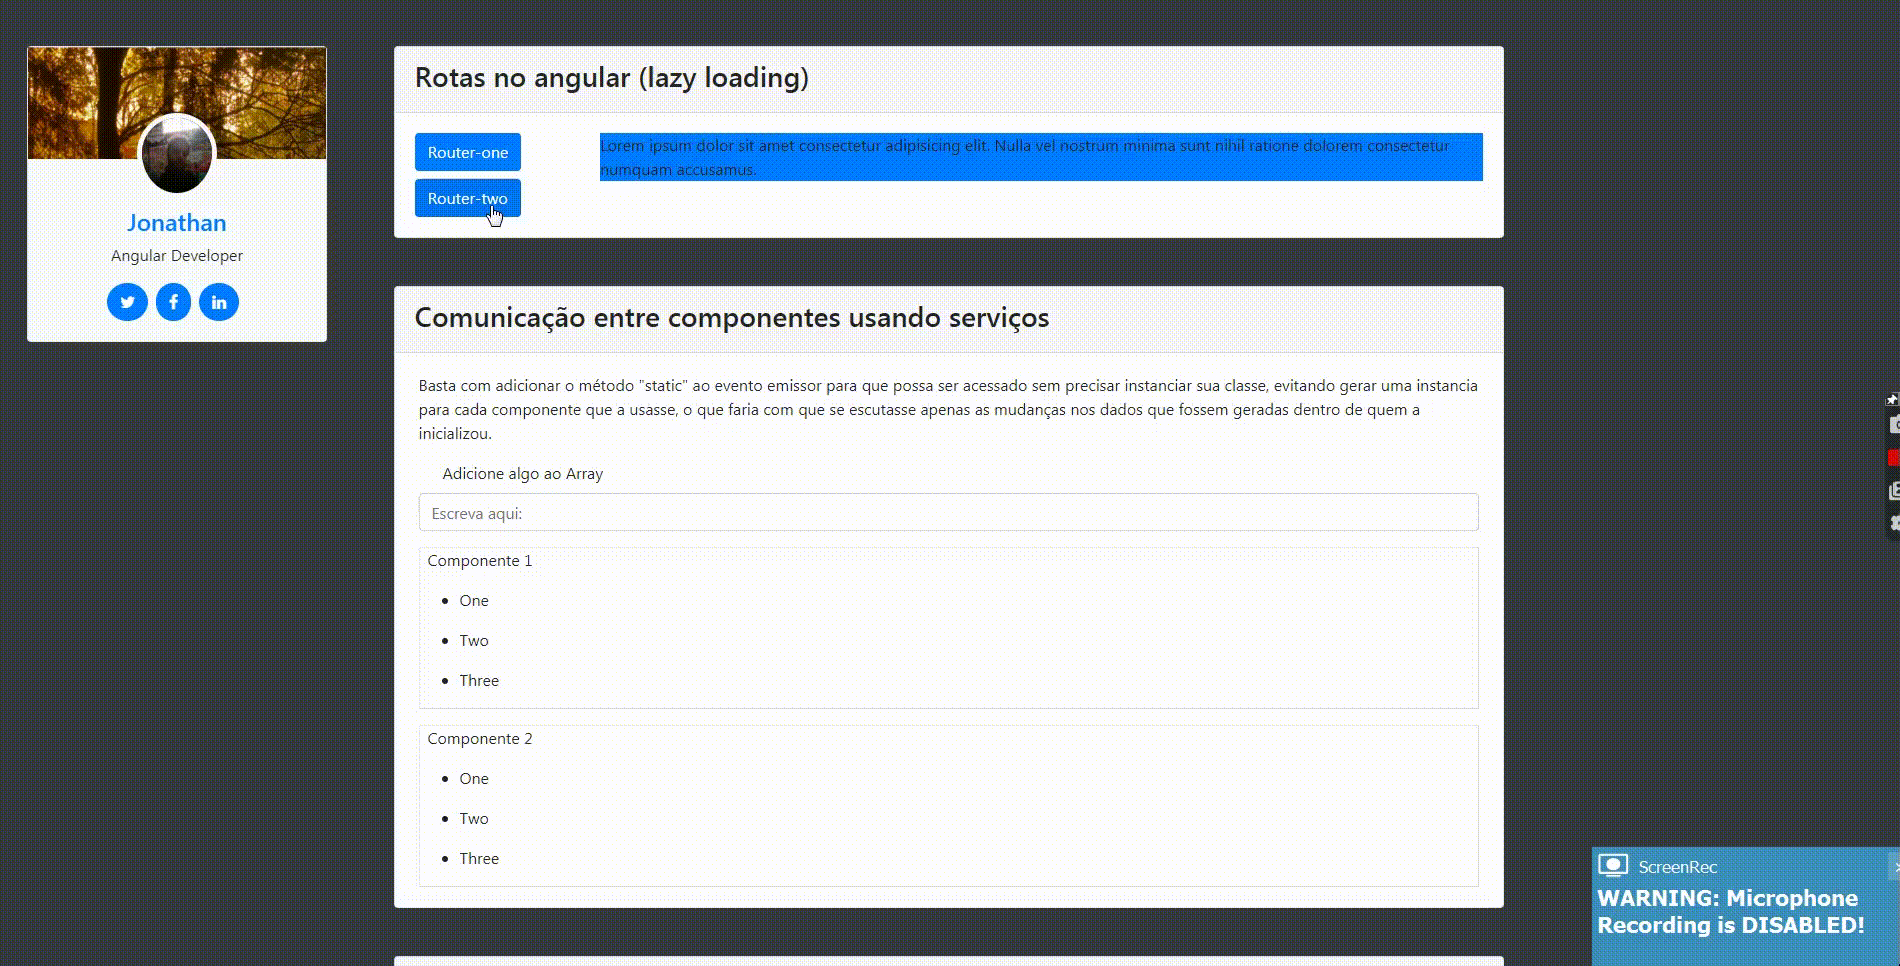 Jonathan
Angular Developer
Rotas no angular (lazy loading)
Router-one
Router-two
Lorem ipsum dolor sit amet consectetur adipisicing elit. Nulla vel nostrum minima sunt nihil ratione dolorem consectetur
numquam accusamus.
Comunicação entre componentes usando serviços
Basta com adicionar o método "static" ao evento emissor para que possa ser acessado sem precisar instanciar sua classe, evitando gerar uma instancia
para cada componente que a usasse, o que faria com que se escutasse apenas as mudanças nos dados que fossem geradas dentro de quem a
inicializou.
Adicione algo ao Array
Escreva aqui:
Componente 1
One
Two
Three
Componente 2
One
Two
Three
ScreenRec
WARNING: Microphone
Recording is DISABLED!